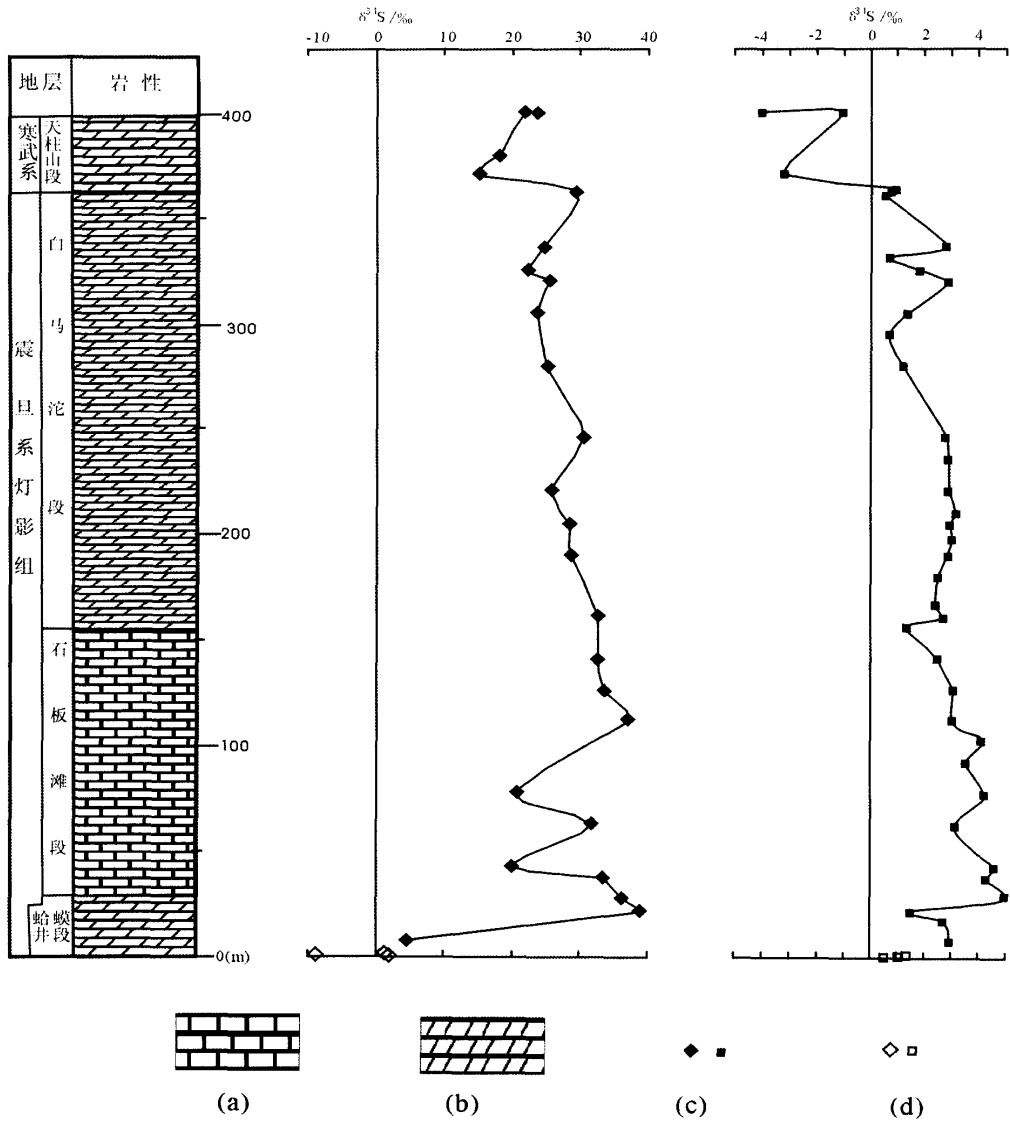 δ³⁴S /‰
δ³⁴S /‰
-10 0 10 20 30 40
-4 -2 0 2 4
地层 岩性
400
寒武系
天柱山段
白马沱段
300
震旦系灯影组
200
石板滩段
100
蛤蟆井段
0(m)
(a) (b) (c) (d)